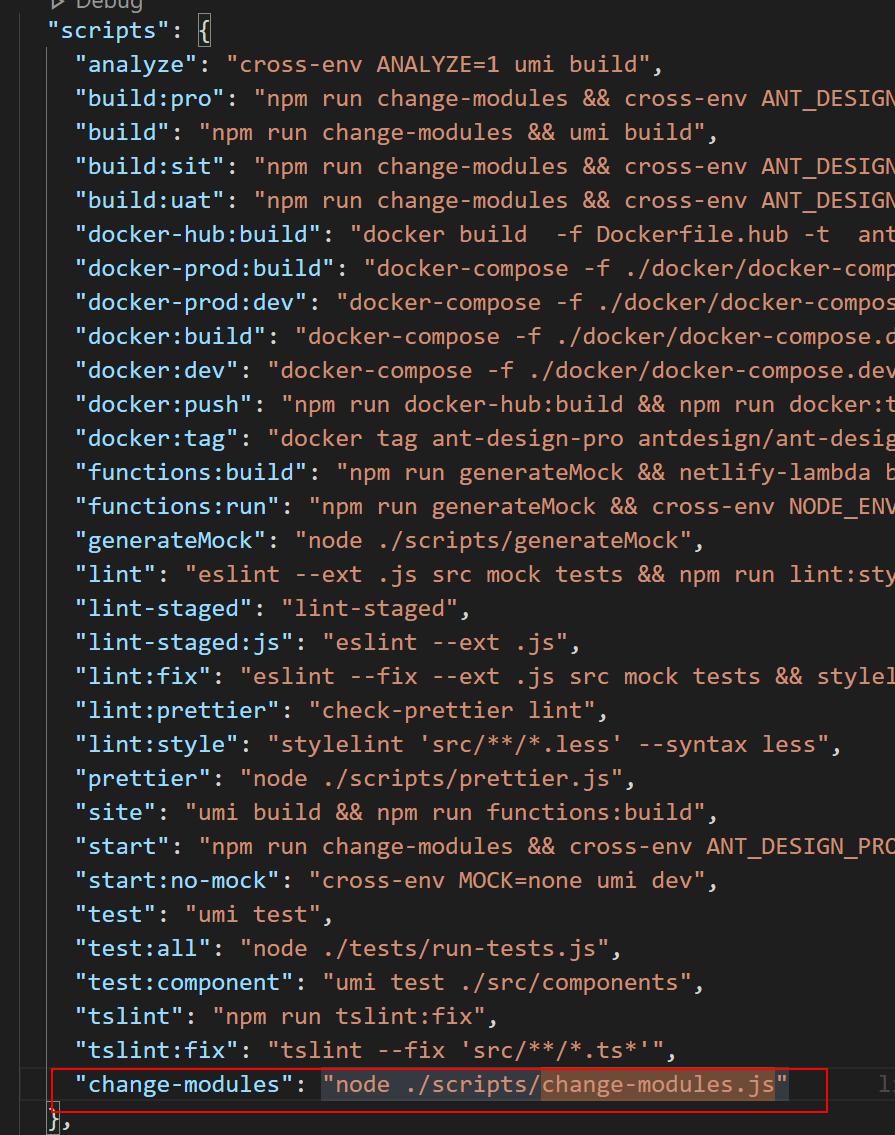 Debug
"scripts": {
"analyze": "cross-env ANALYZE=1 umi build",
"build:pro": "npm run change-modules && cross-env ANT_DESIGN
"build": "npm run change-modules && umi build",
"build:sit": "npm run change-modules && cross-env ANT_DESIGN
"build:uat": "npm run change-modules && cross-env ANT_DESIGN
"docker-hub:build": "docker build  -f Dockerfile.hub -t  ant
"docker-prod:build": "docker-compose -f ./docker/docker-comp
"docker-prod:dev": "docker-compose -f ./docker/docker-compos
"docker:build": "docker-compose -f ./docker/docker-compose.d
"docker:dev": "docker-compose -f ./docker/docker-compose.dev
"docker:push": "npm run docker-hub:build && npm run docker:t
"docker:tag": "docker tag ant-design-pro antdesign/ant-desig
"functions:build": "npm run generateMock && netlify-lambda b
"functions:run": "npm run generateMock && cross-env NODE_ENV
"generateMock": "node ./scripts/generateMock",
"lint": "eslint --ext .js src mock tests && npm run lint:sty
"lint-staged": "lint-staged",
"lint-staged:js": "eslint --ext .js",
"lint:fix": "eslint --fix --ext .js src mock tests && stylel
"lint:prettier": "check-prettier lint",
"lint:style": "stylelint 'src/**/*.less' --syntax less",
"prettier": "node ./scripts/prettier.js",
"site": "umi build && npm run functions:build",
"start": "npm run change-modules && cross-env ANT_DESIGN_PRO
"start:no-mock": "cross-env MOCK=none umi dev",
"test": "umi test",
"test:all": "node ./tests/run-tests.js",
"test:component": "umi test ./src/components",
"tslint": "npm run tslint:fix",
"tslint:fix": "tslint --fix 'src/**/*.ts*'",
"change-modules": "node ./scripts/change-modules.js"
},